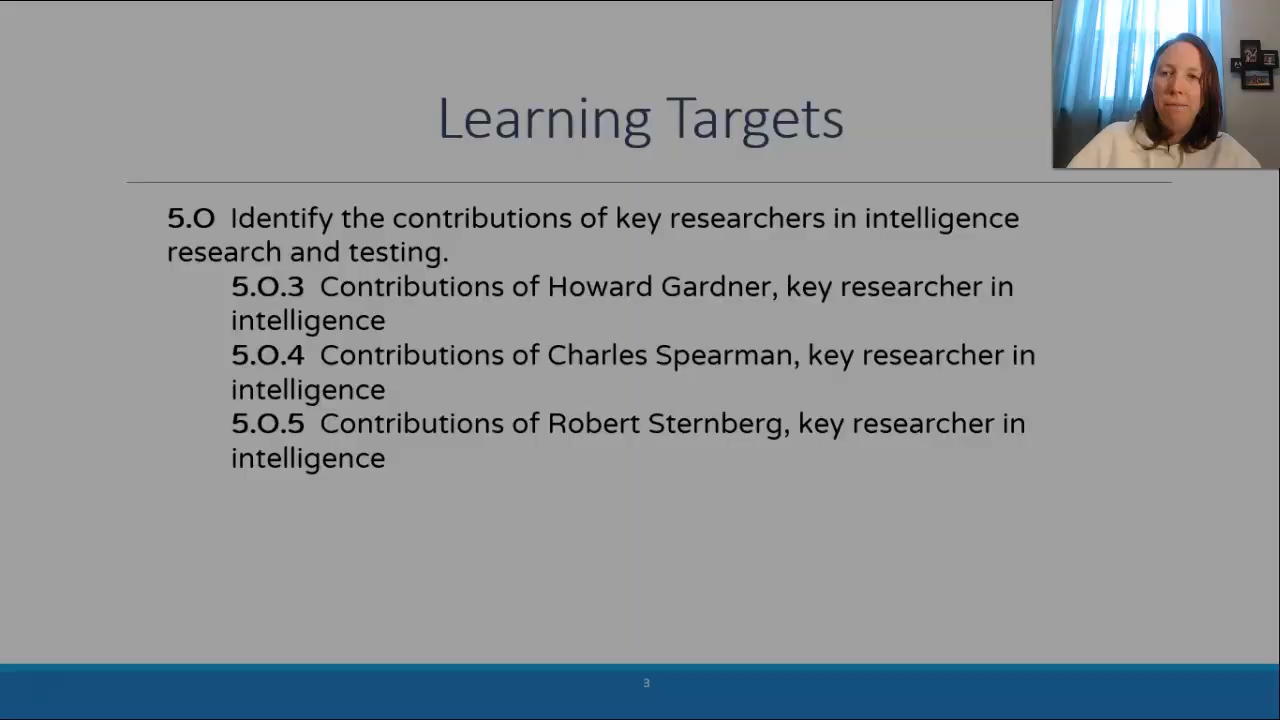 Learning Targets
5.O Identify the contributions of key researchers in intelligence
research and testing.
5.O.3 Contributions of Howard Gardner, key researcher in
intelligence
5.O.4 Contributions of Charles Spearman, key researcher in
intelligence
5.O.5 Contributions of Robert Sternberg, key researcher in
intelligence
3